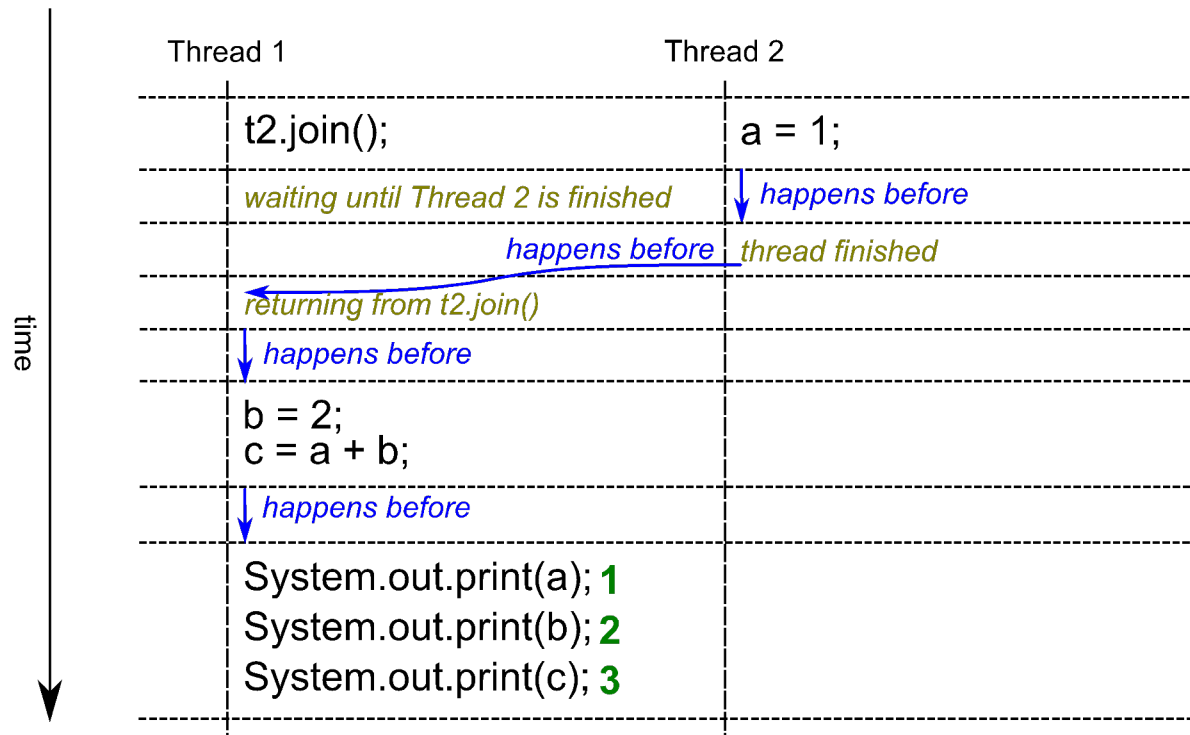 Thread 1
Thread 2
t2.join();
a = 1;
waiting until Thread 2 is finished
happens before
happens before
thread finished
returning from t2.join()
time
happens before
b = 2;
c = a + b;
happens before
System.out.print(a); 1
System.out.print(b); 2
System.out.print(c); 3